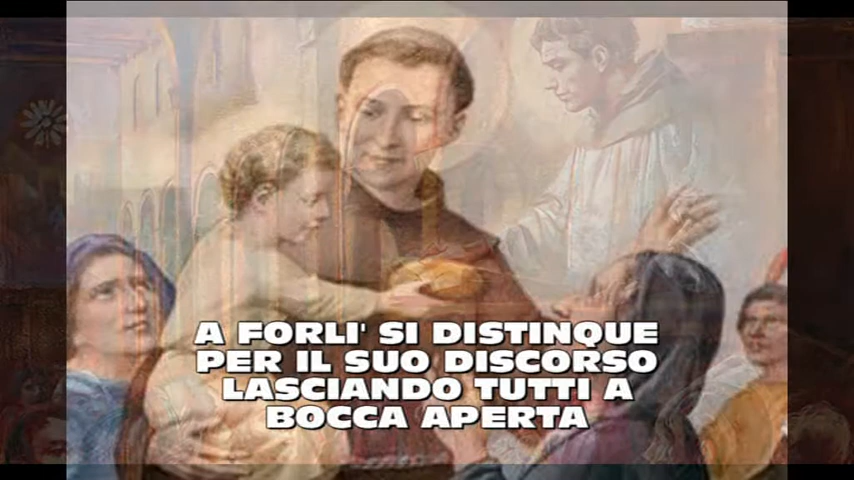 A FORLI' SI DISTINQUE
PER IL SUO DISCORSO
LASCIANDO TUTTI A
BOCCA APERTA